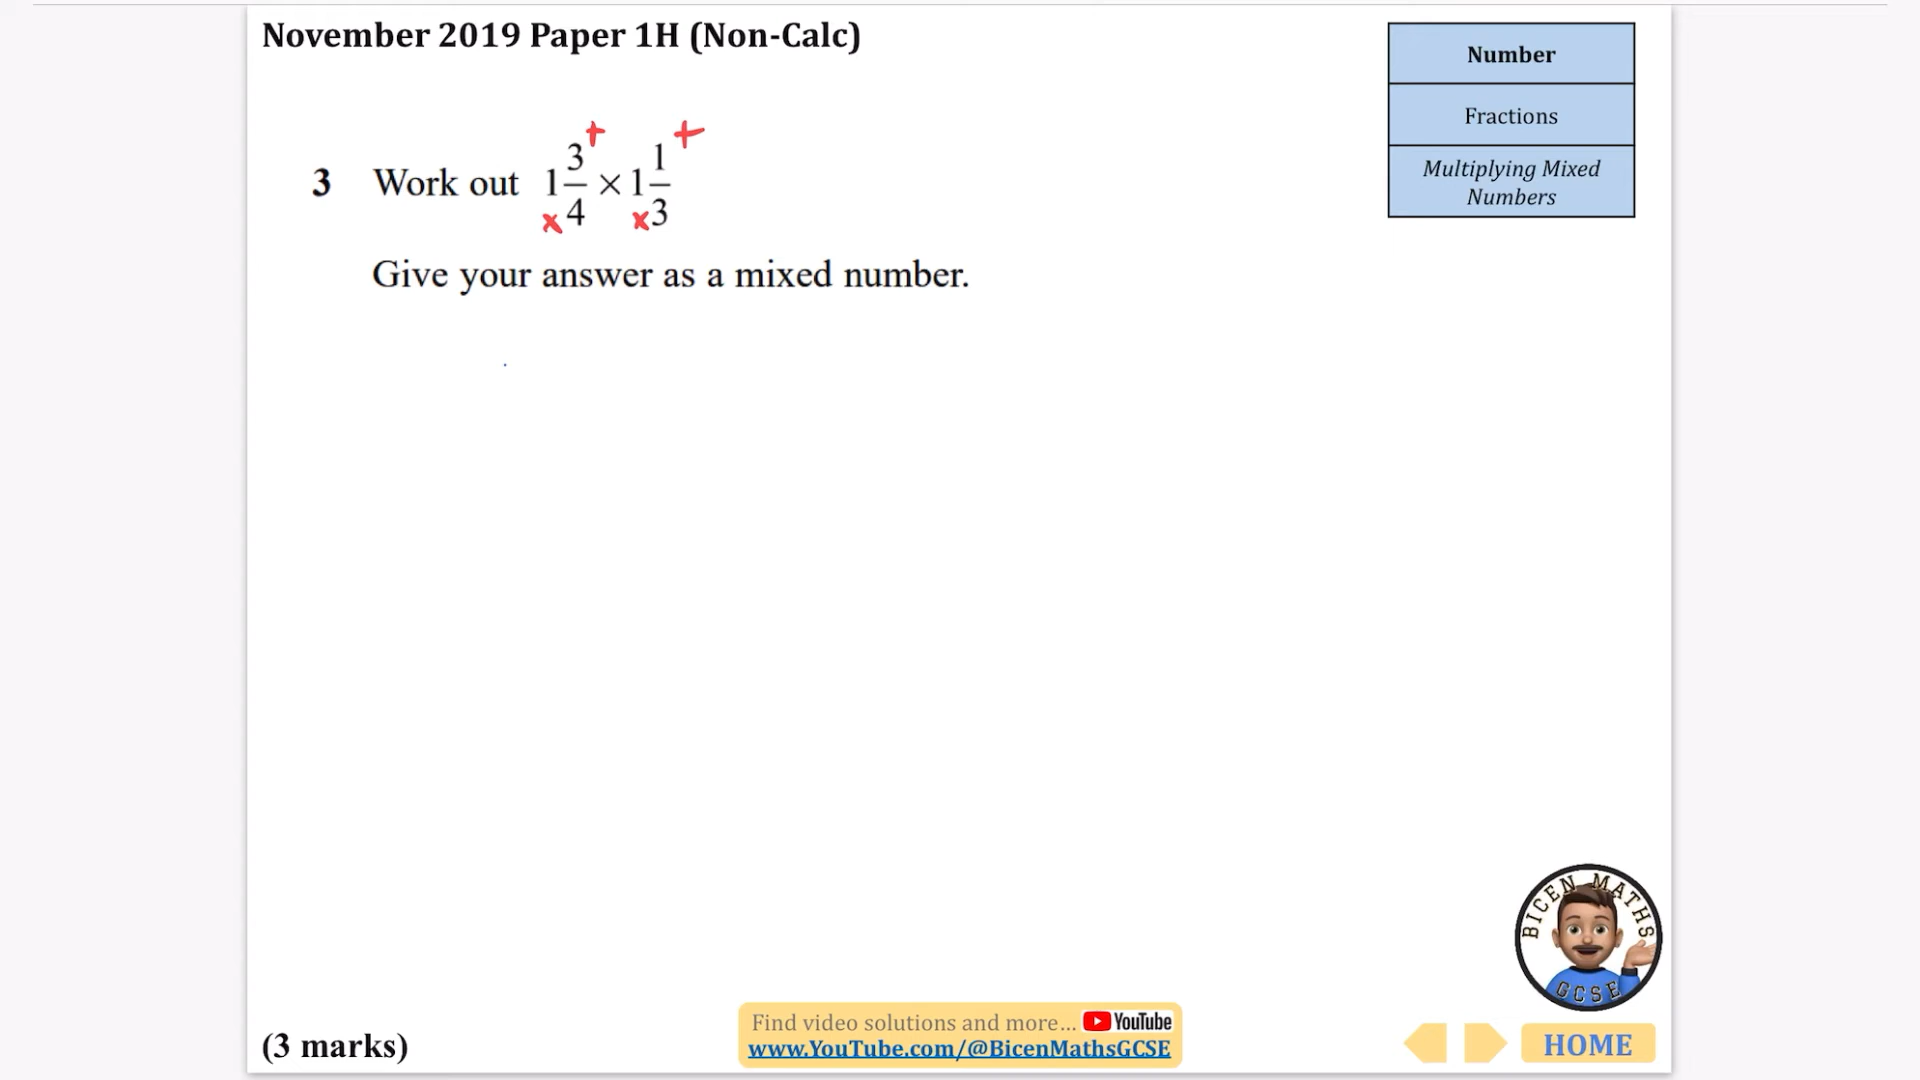 November 2019 Paper 1H (Non-Calc)
Number
Fractions
Multiplying Mixed
Numbers
3 Work out 1 3/4 × 1 1/3
+ +
× ×
Give your answer as a mixed number.
BICEN MATHS
GCSE
(3 marks)
Find video solutions and more... YouTube
www.YouTube.com/@BicenMathsGCSE
HOME